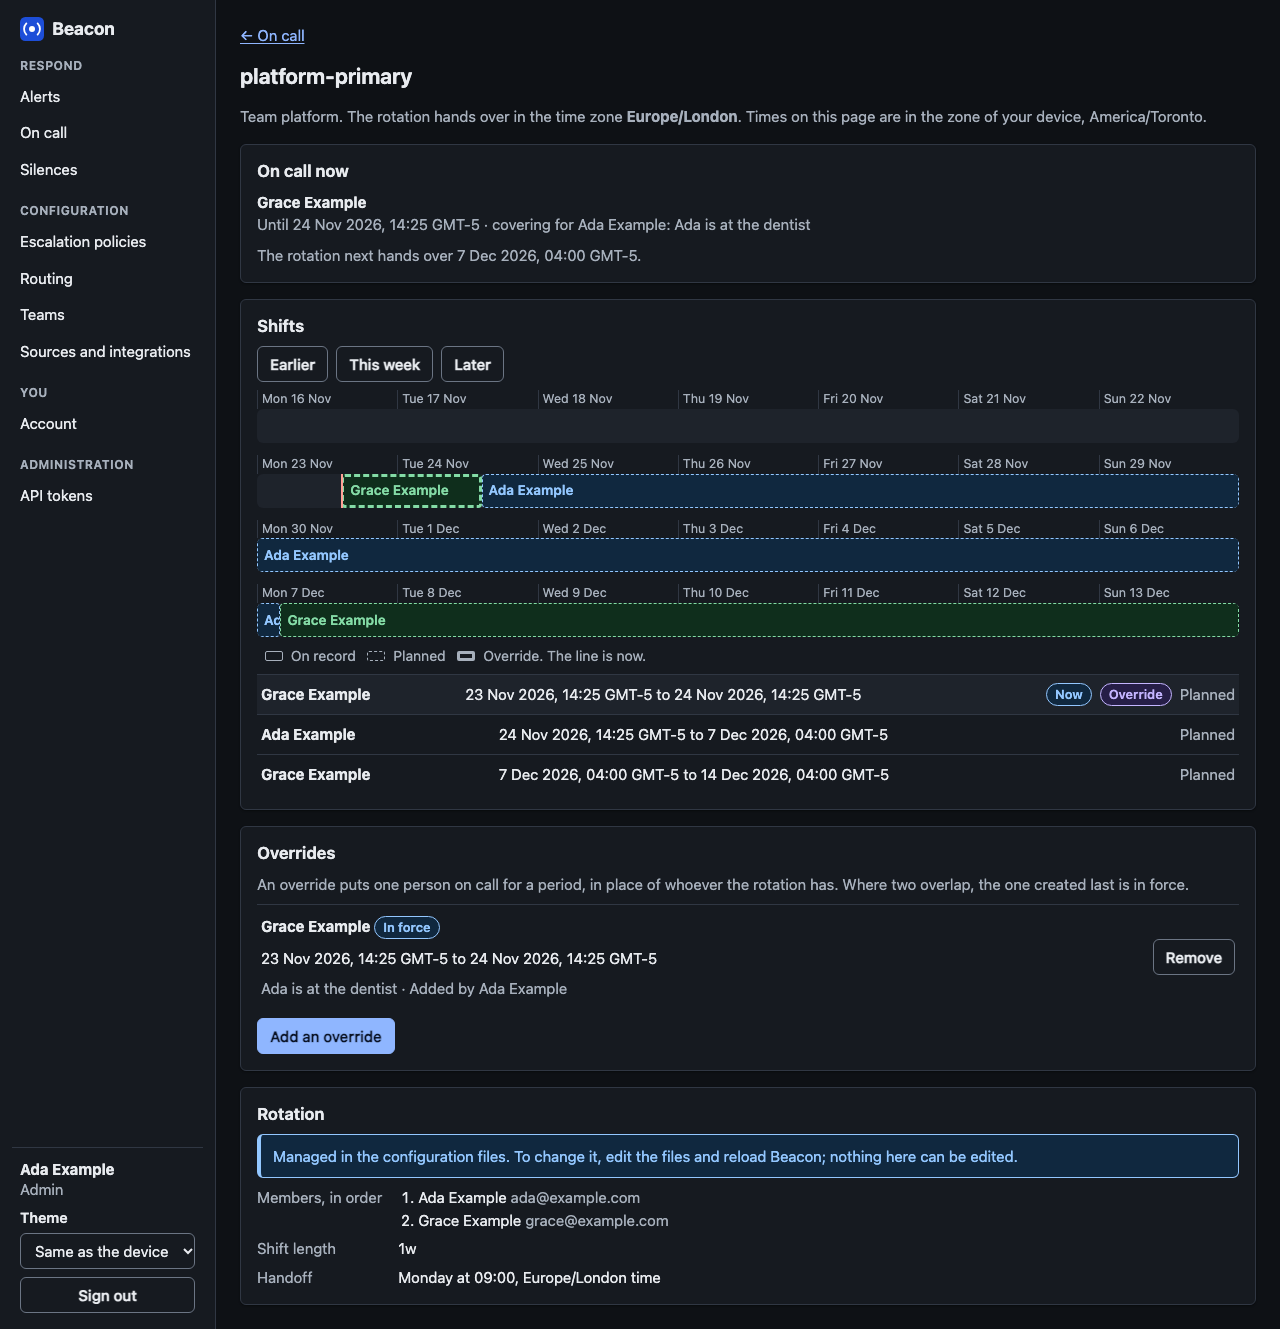 Beacon
RESPOND
Alerts
On call
Silences
CONFIGURATION
Escalation policies
Routing
Teams
Sources and integrations
YOU
Account
ADMINISTRATION
API tokens
Ada Example
Admin
Theme
Same as the device
Sign out
← On call
platform-primary
Team platform. The rotation hands over in the time zone Europe/London. Times on this page are in the zone of your device, America/Toronto.
On call now
Grace Example
Until 24 Nov 2026, 14:25 GMT-5 · covering for Ada Example: Ada is at the dentist
The rotation next hands over 7 Dec 2026, 04:00 GMT-5.
Shifts
Earlier This week Later
Mon 16 Nov Tue 17 Nov Wed 18 Nov Thu 19 Nov Fri 20 Nov Sat 21 Nov Sun 22 Nov
Mon 23 Nov Tue 24 Nov Wed 25 Nov Thu 26 Nov Fri 27 Nov Sat 28 Nov Sun 29 Nov
Grace Example Ada Example
Mon 30 Nov Tue 1 Dec Wed 2 Dec Thu 3 Dec Fri 4 Dec Sat 5 Dec Sun 6 Dec
Ada Example
Mon 7 Dec Tue 8 Dec Wed 9 Dec Thu 10 Dec Fri 11 Dec Sat 12 Dec Sun 13 Dec
Ad Grace Example
On record Planned Override. The line is now.
Grace Example 23 Nov 2026, 14:25 GMT-5 to 24 Nov 2026, 14:25 GMT-5 Now Override Planned
Ada Example 24 Nov 2026, 14:25 GMT-5 to 7 Dec 2026, 04:00 GMT-5 Planned
Grace Example 7 Dec 2026, 04:00 GMT-5 to 14 Dec 2026, 04:00 GMT-5 Planned
Overrides
An override puts one person on call for a period, in place of whoever the rotation has. Where two overlap, the one created last is in force.
Grace Example In force
23 Nov 2026, 14:25 GMT-5 to 24 Nov 2026, 14:25 GMT-5
Remove
Ada is at the dentist · Added by Ada Example
Add an override
Rotation
Managed in the configuration files. To change it, edit the files and reload Beacon; nothing here can be edited.
Members, in order 1. Ada Example ada@example.com
2. Grace Example grace@example.com
Shift length 1w
Handoff Monday at 09:00, Europe/London time